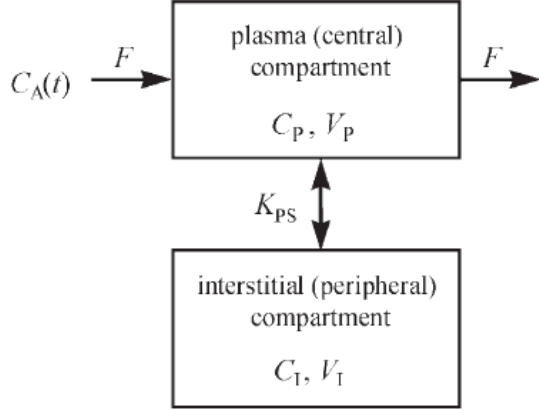 plasma (central)
compartment
F
F
C_A(t)
C_P, V_P
K_PS
interstitial (peripheral)
compartment
C_I, V_I